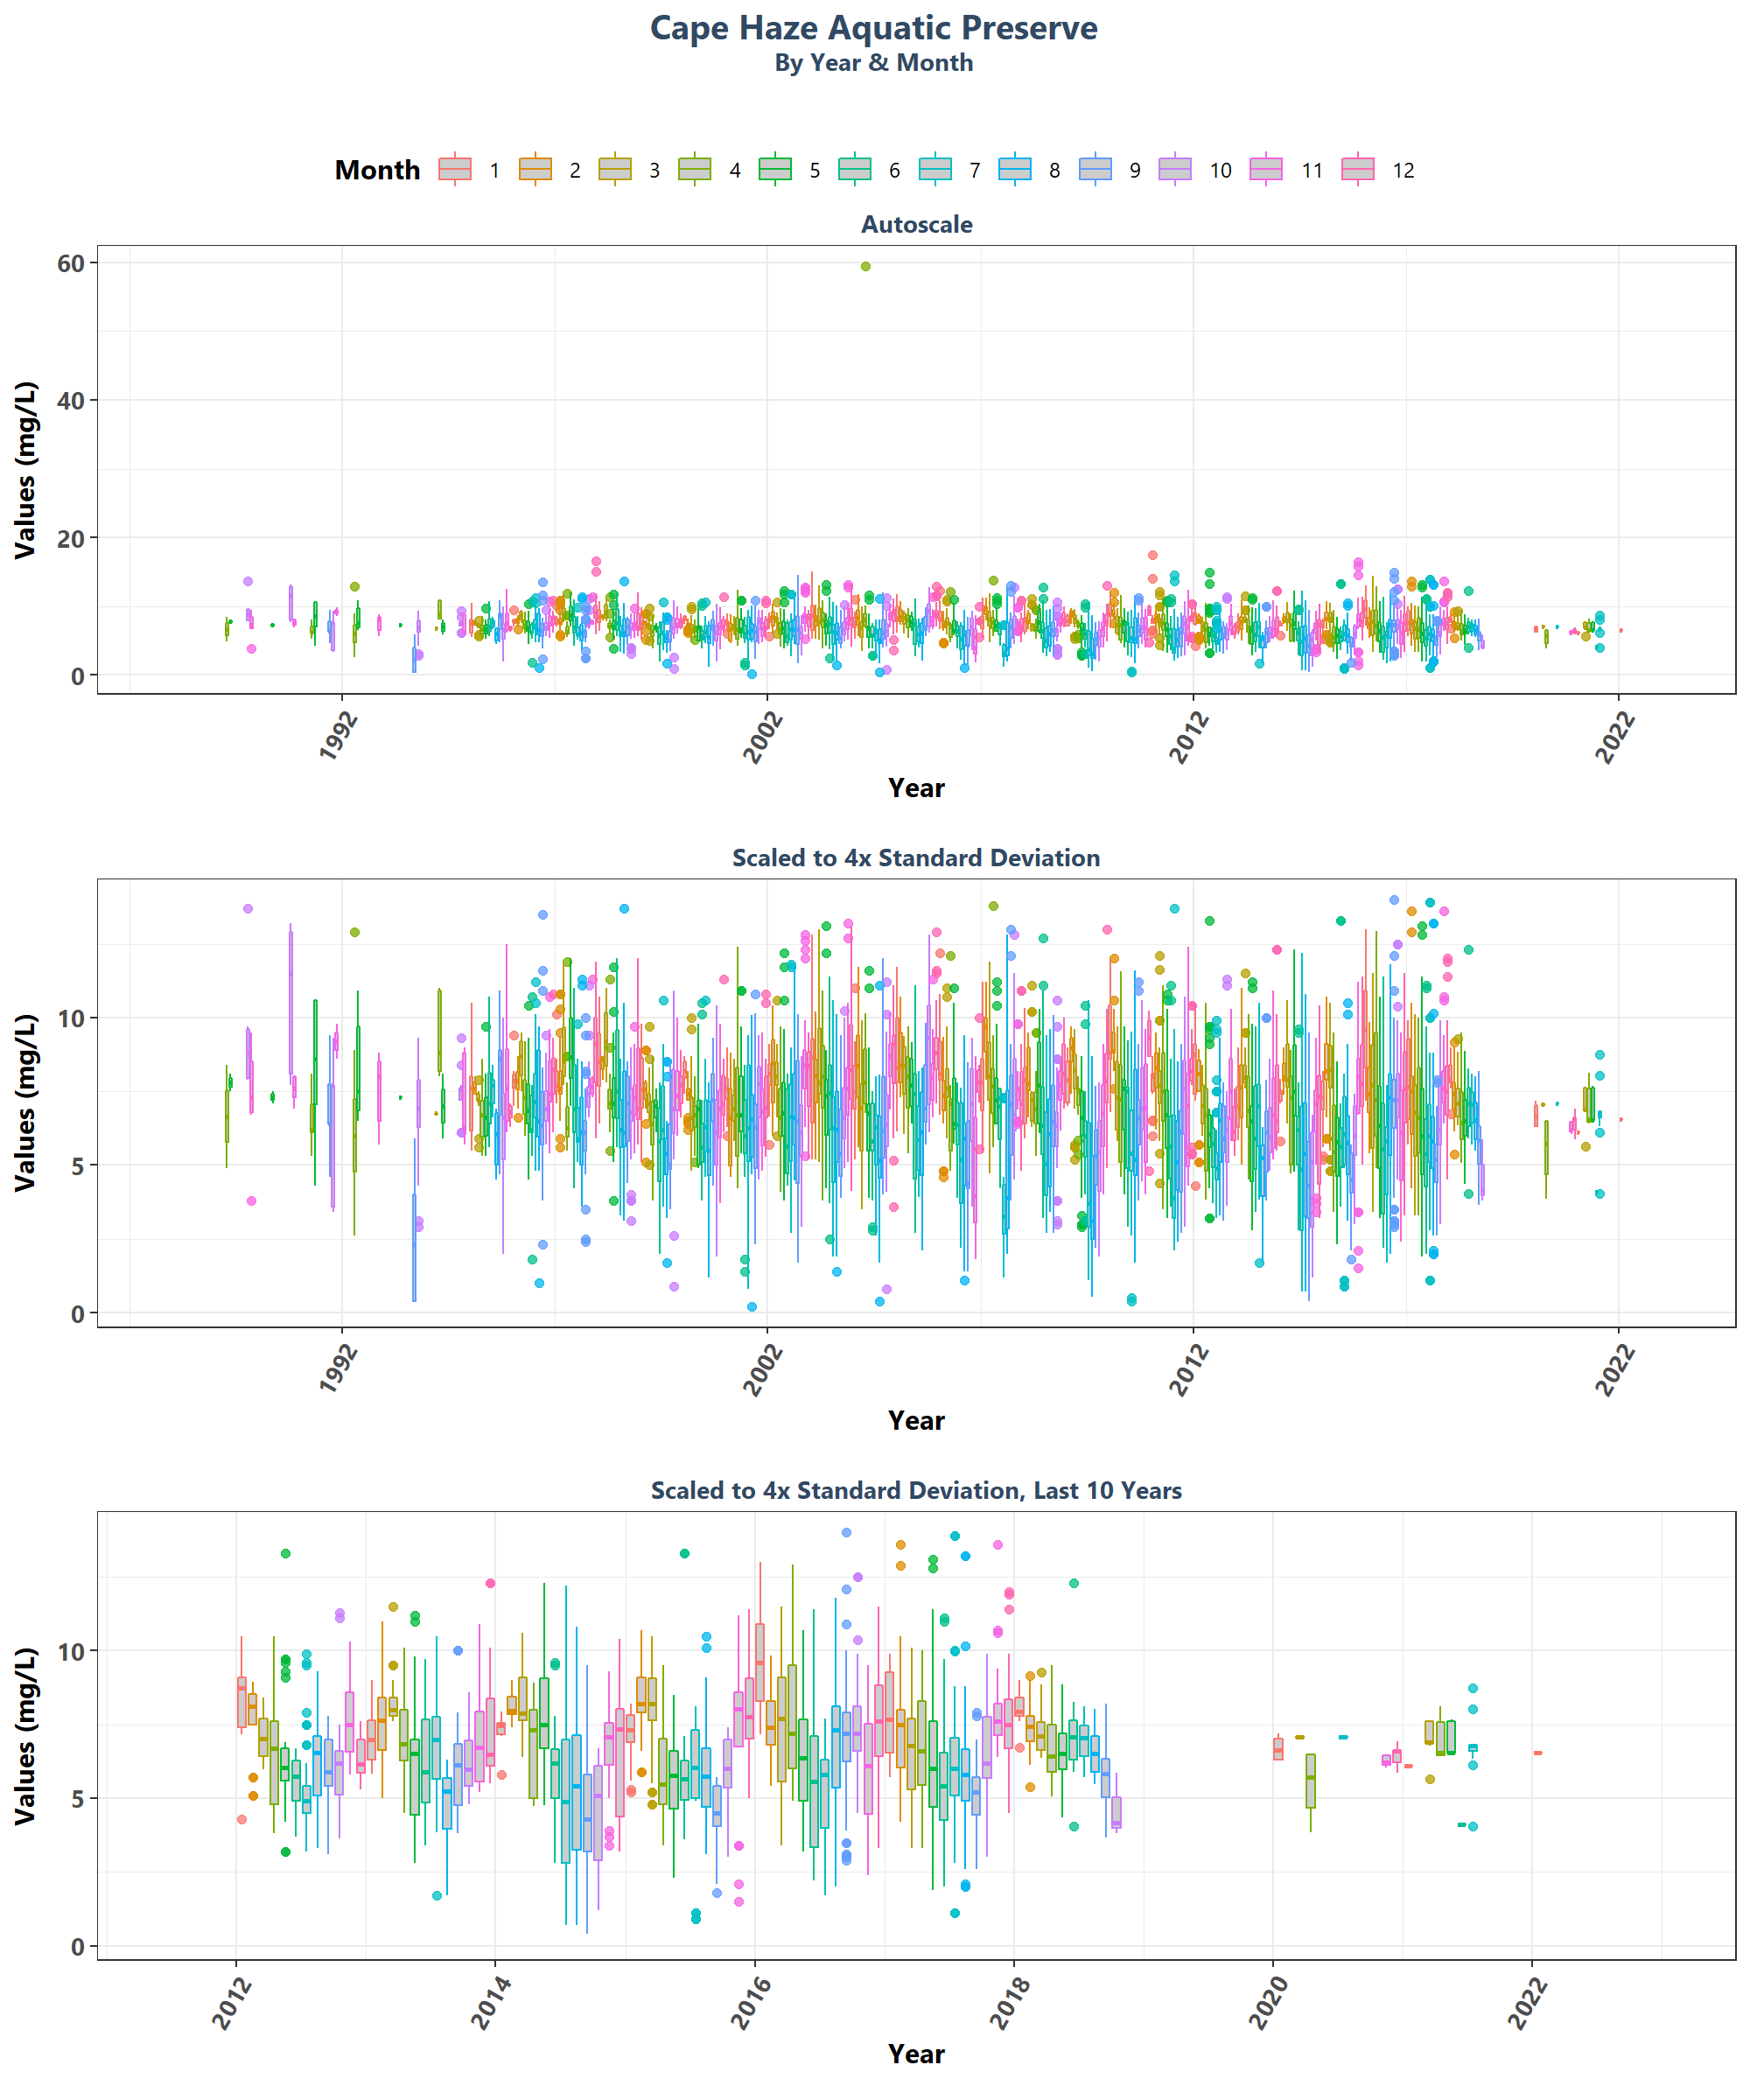 Cape Haze Aquatic Preserve
By Year & Month
Month 1 2 3 4 5 6 7 8 9 10 11 12
Autoscale
Values (mg/L)
60
40
20
0
1992 2002 2012 2022
Year
Scaled to 4x Standard Deviation
Values (mg/L)
10
5
0
1992 2002 2012 2022
Year
Scaled to 4x Standard Deviation, Last 10 Years
Values (mg/L)
10
5
0
2012 2014 2016 2018 2020 2022
Year